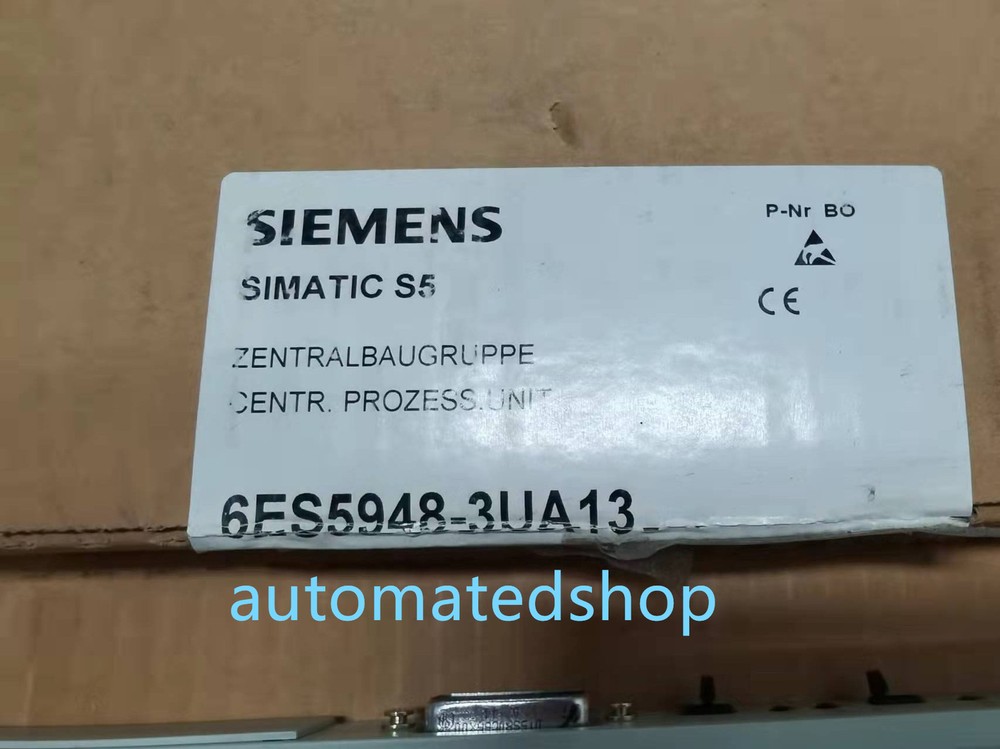 SIEMENS
P-Nr BO
SIMATIC S5
CE
ZENTRALBAUGRUPPE
CENTR. PROZESS.UNIT
6ES5948-3UA13
automatedshop